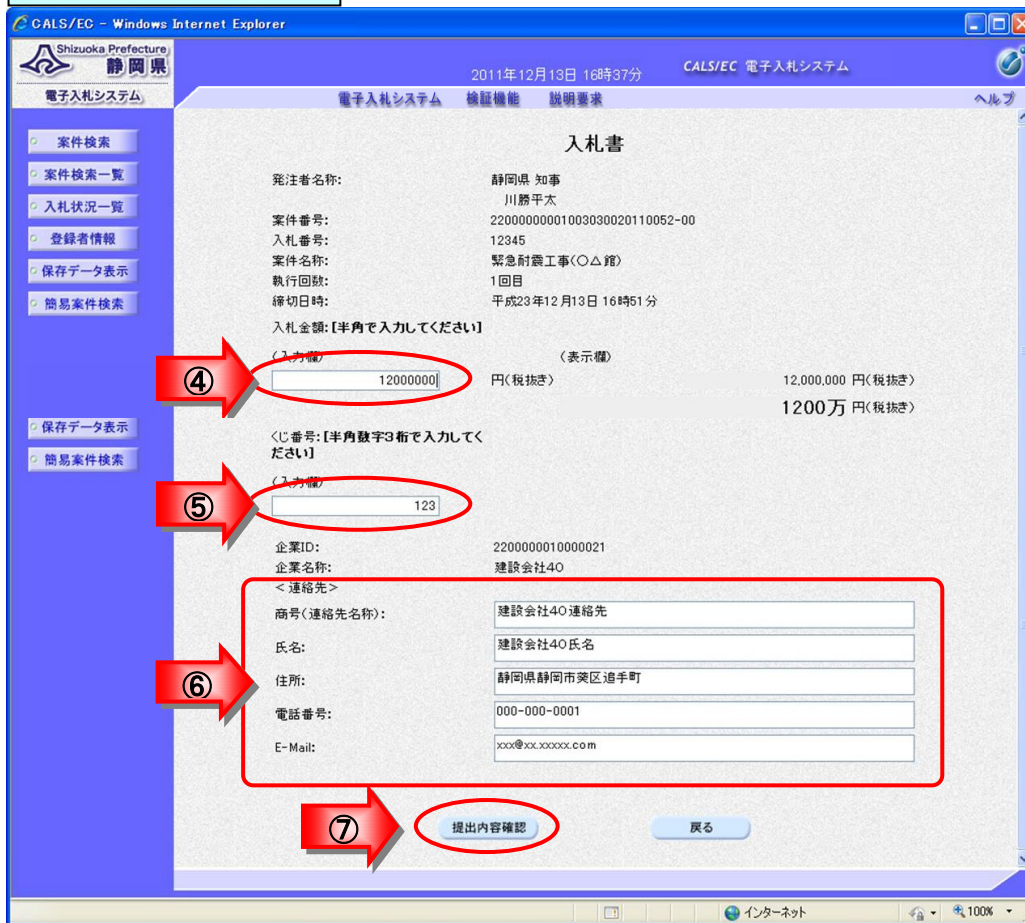 CALS/EC - Windows Internet Explorer
Shizuoka Prefecture
静岡県
電子入札システム
2011年12月13日 16時37分
CALS/EC 電子入札システム
電子入札システム 検証機能 説明要求 ヘルプ
案件検索
案件検索一覧
入札状況一覧
登録者情報
保存データ表示
簡易案件検索
保存データ表示
簡易案件検索
入札書
発注者名称: 静岡県 知事
川勝平太
案件番号: 22000000001003030020110052-00
入札番号: 12345
案件名称: 緊急耐震工事(○△館)
執行回数: 1回目
締切日時: 平成23年12月13日 16時51分
入札金額:[半角で入力してください]
(入力欄) (表示欄)
④ 12000000 円(税抜き) 12,000,000 円(税抜き)
1200万 円(税抜き)
くじ番号:[半角数字3桁で入力してく
ださい]
(入力欄)
⑤ 123
企業ID: 2200000010000021
企業名称: 建設会社40
<連絡先>
商号(連絡先名称): 建設会社40連絡先
氏名: 建設会社40氏名
⑥ 住所: 静岡県静岡市葵区追手町
電話番号: 000-000-0001
E-Mail: xxx@xx.xxxxx.com
⑦ 提出内容確認 戻る
インターネット 100%